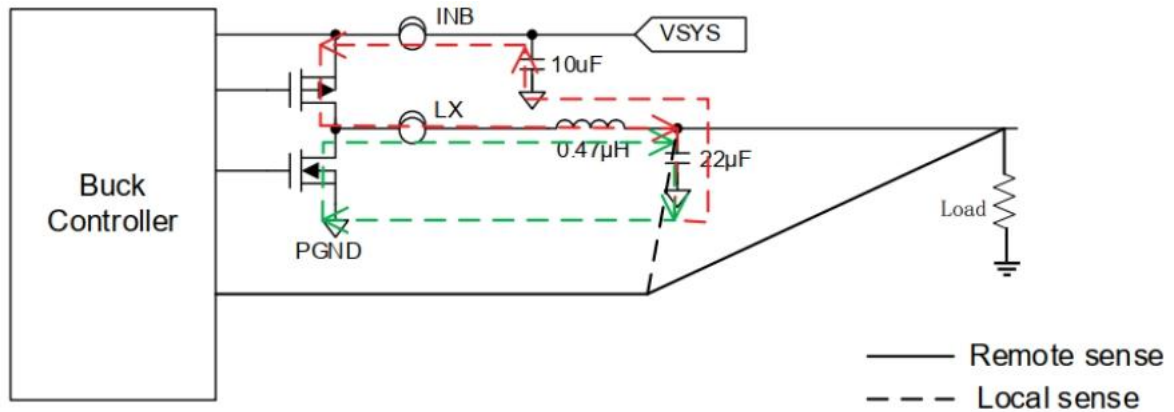 INB
VSYS
10uF
LX
0.47µH
22µF
Buck
Controller
Load
PGND
Remote sense
Local sense